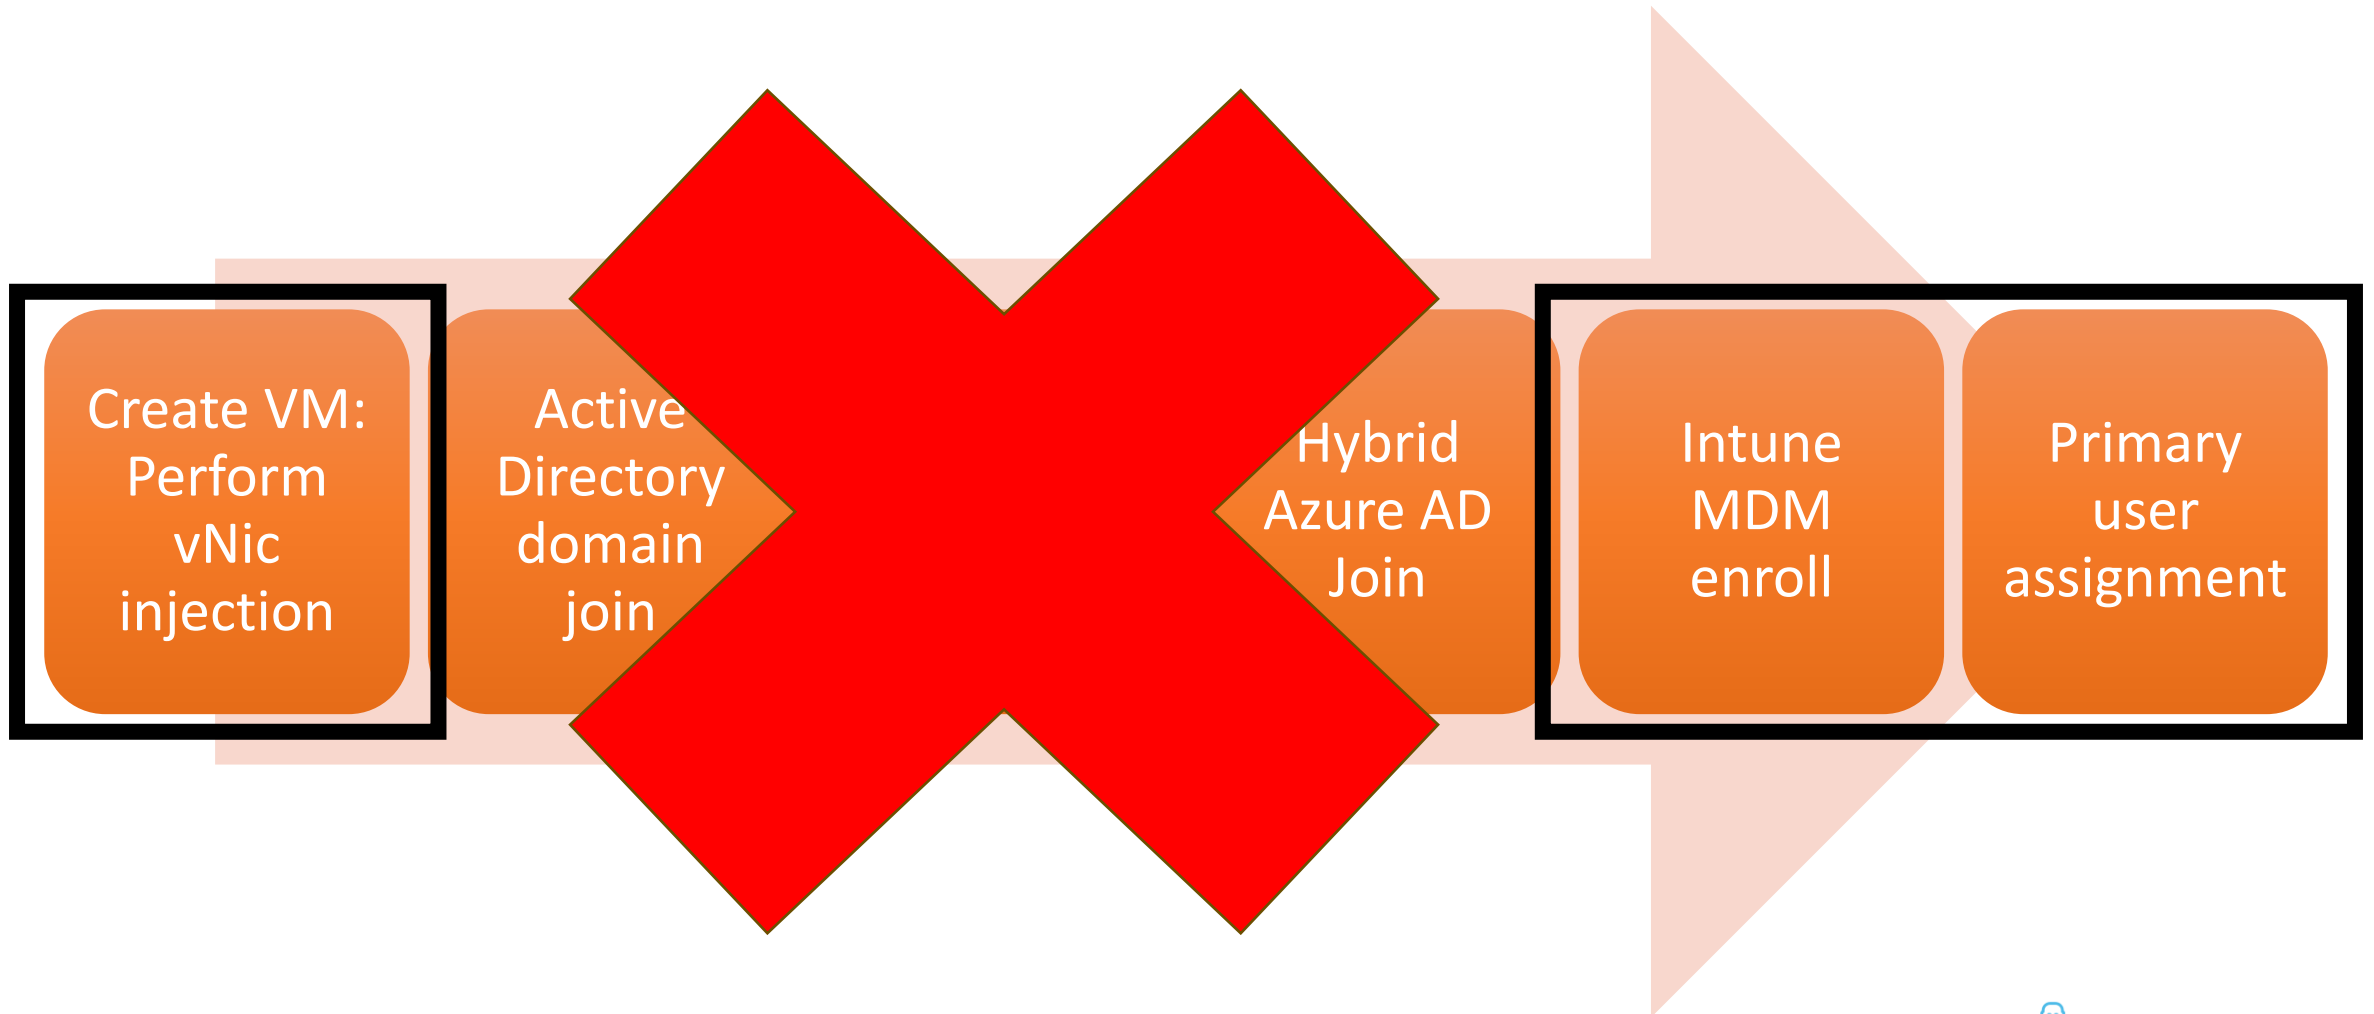 Create VM:
Perform
vNic
injection
Active
Directory
domain
join
Hybrid
Azure AD
Join
Intune
MDM
enroll
Primary
user
assignment